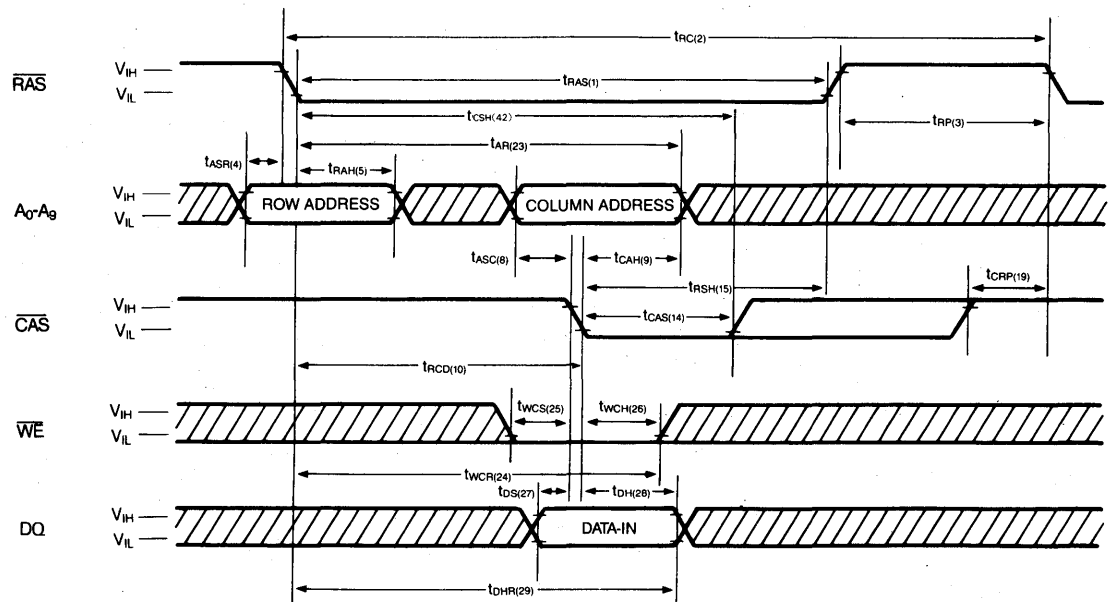 tRC(2)
RAS
VIH
VIL
tRAS(1)
tCSH(42)
tRP(3)
tAR(23)
tASR(4)
tRAH(5)
A0-A9
VIH
VIL
ROW ADDRESS
COLUMN ADDRESS
tASC(8)
tCAH(9)
tRSH(15)
tCRP(19)
CAS
VIH
VIL
tCAS(14)
tRCD(10)
WE
VIH
VIL
tWCS(25)
tWCH(26)
tWCR(24)
tDS(27)
tDH(28)
DQ
VIH
VIL
DATA-IN
tDHR(29)